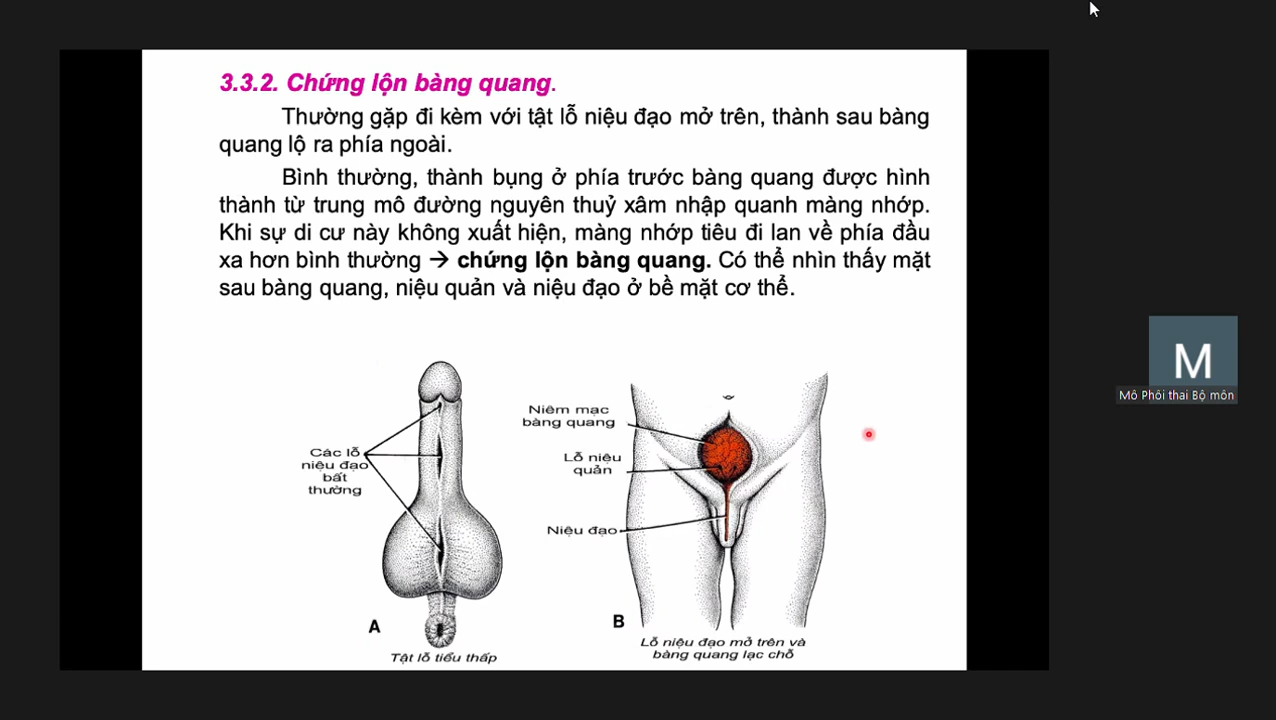 3.3.2. Chứng lộn bàng quang.
Thường gặp đi kèm với tật lỗ niệu đạo mở trên, thành sau bàng
quang lộ ra phía ngoài.
Bình thường, thành bụng ở phía trước bàng quang được hình
thành từ trung mô đường nguyên thuỷ xâm nhập quanh màng nhớp.
Khi sự di cư này không xuất hiện, màng nhớp tiêu đi lan về phía đầu
xa hơn bình thường → chứng lộn bàng quang. Có thể nhìn thấy mặt
sau bàng quang, niệu quản và niệu đạo ở bề mặt cơ thể.
Các lỗ
niệu đạo
bất
thường
A
Tật lỗ tiểu thấp
Niêm mạc
bàng quang
Lỗ niệu
quản
Niệu đạo
B
Lỗ niệu đạo mở trên và
bàng quang lạc chỗ
M
Mô Phôi thai Bộ môn